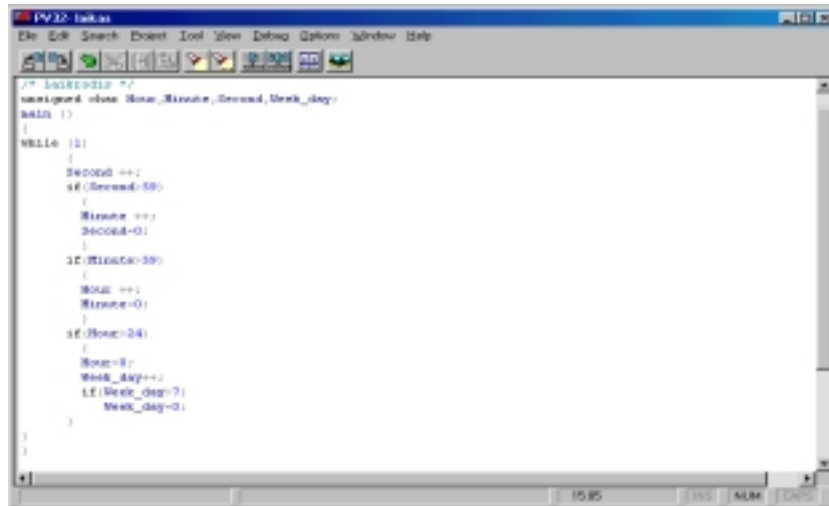 PV32- laikas
File Edit Search Project Tool View Debug Options Window Help
/* Laikrodis */
unsigned char Hour,Minute,Second,Week_day;
main ()
{
While (1)
{
Second ++;
if(Second>59)
{
Minute ++;
Second=0;
}
if(Minute>59)
{
Hour ++;
Minute=0;
}
if(Hour>24)
{
Hour=0;
Week_day++;
if(Week_day>7)
Week_day=0;
}
}
}
15:05 INS NUM CAPS